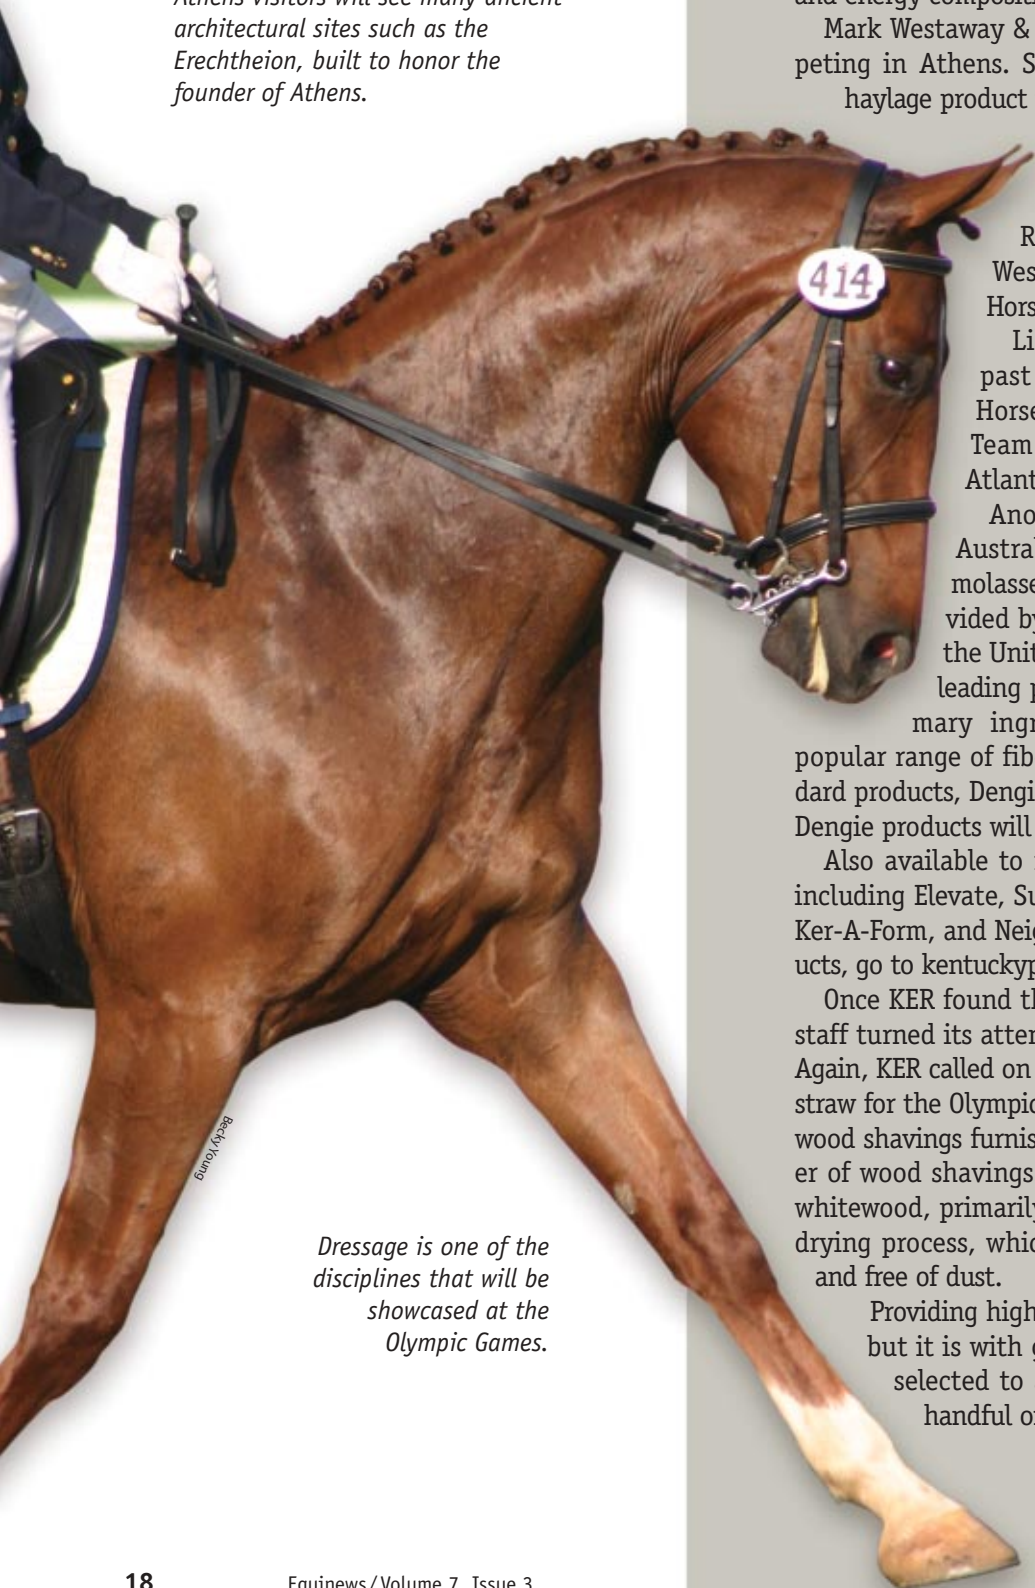 Athens visitors will see many ancient
architectural sites such as the
Erechtheion, built to honor the
founder of Athens.
414
Becky Young
Dressage is one of the
disciplines that will be
showcased at the
Olympic Games.
18
Equinews/Volume 7, Issue 3
and energy compositi
Mark Westaway &
peting in Athens. S
haylage product
R
Wes
Hors
Li
past
Horse
Team
Atlant
Ano
Austral
molasse
vided by
the Unit
leading p
mary ingr
popular range of fib
dard products, Dengi
Dengie products will
Also available to
including Elevate, Su
Ker-A-Form, and Neig
ucts, go to kentuckyp
Once KER found th
staff turned its atten
Again, KER called on
straw for the Olympic
wood shavings furnis
er of wood shavings
whitewood, primarily
drying process, whic
and free of dust.
Providing high
but it is with g
selected to
handful o